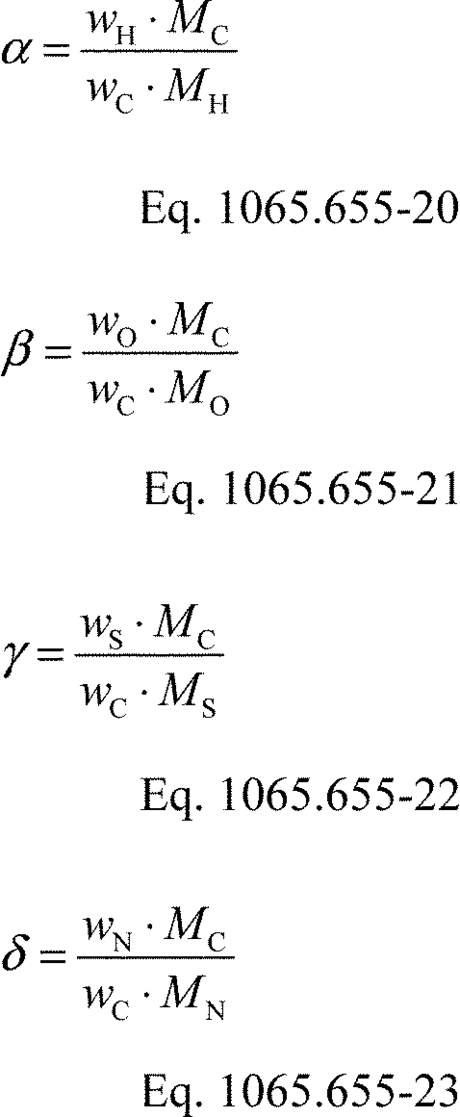 α = w_H · M_C / w_C · M_H
Eq. 1065.655-20
β = w_O · M_C / w_C · M_O
Eq. 1065.655-21
γ = w_S · M_C / w_C · M_S
Eq. 1065.655-22
δ = w_N · M_C / w_C · M_N
Eq. 1065.655-23